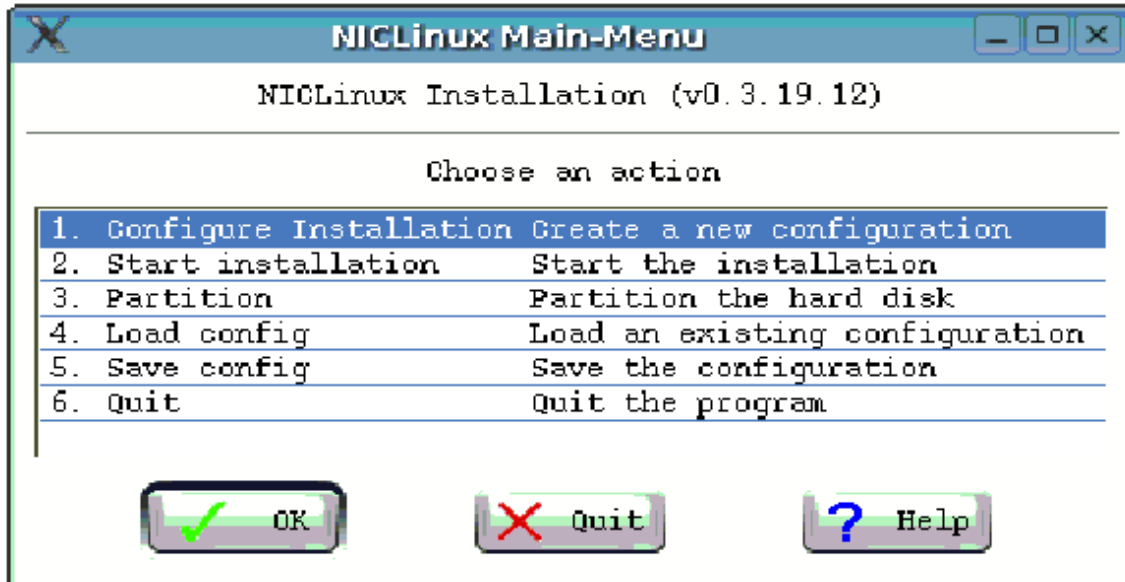 NICLinux Main-Menu
NICLinux Installation (v0.3.19.12)
Choose an action
1. Configure Installation Create a new configuration
2. Start installation Start the installation
3. Partition Partition the hard disk
4. Load config Load an existing configuration
5. Save config Save the configuration
6. Quit Quit the program
OK Quit Help